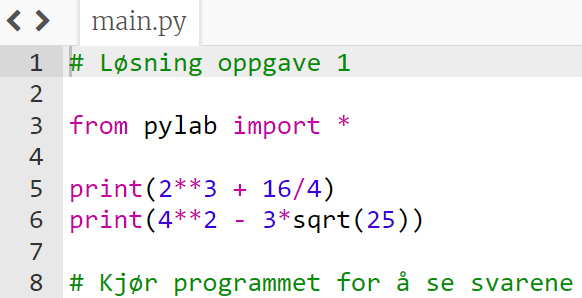 main.py
1 # Løsning oppgave 1
2
3 from pylab import *
4
5 print(2**3 + 16/4)
6 print(4**2 - 3*sqrt(25))
7
8 # Kjør programmet for å se svarene